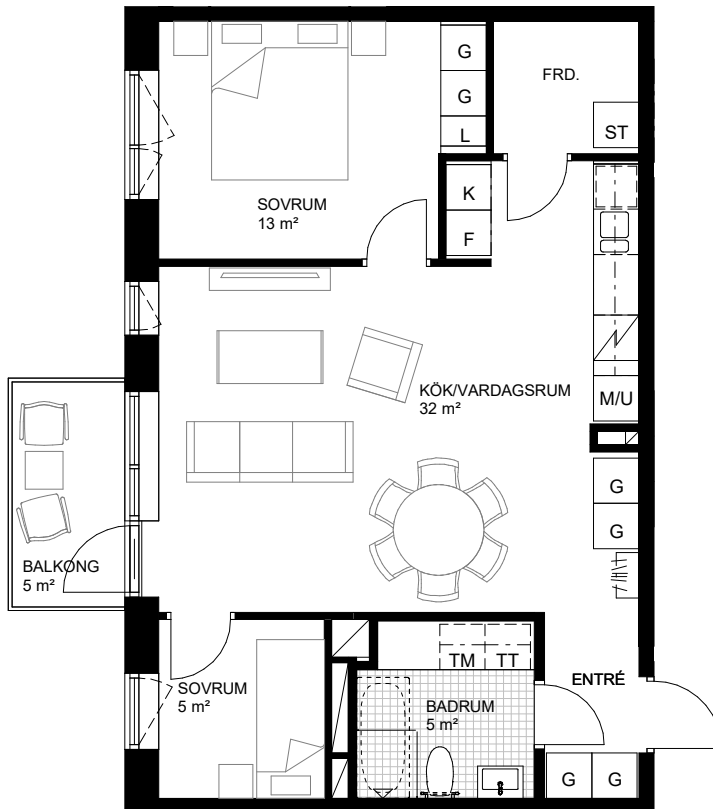 G
FRD.
G
ST
L
K
SOVRUM
13 m²
F
KÖK/VARDAGSRUM
32 m²
M/U
G
G
BALKONG
5 m²
TM
TT
SOVRUM
5 m²
BADRUM
5 m²
ENTRÉ
G
G